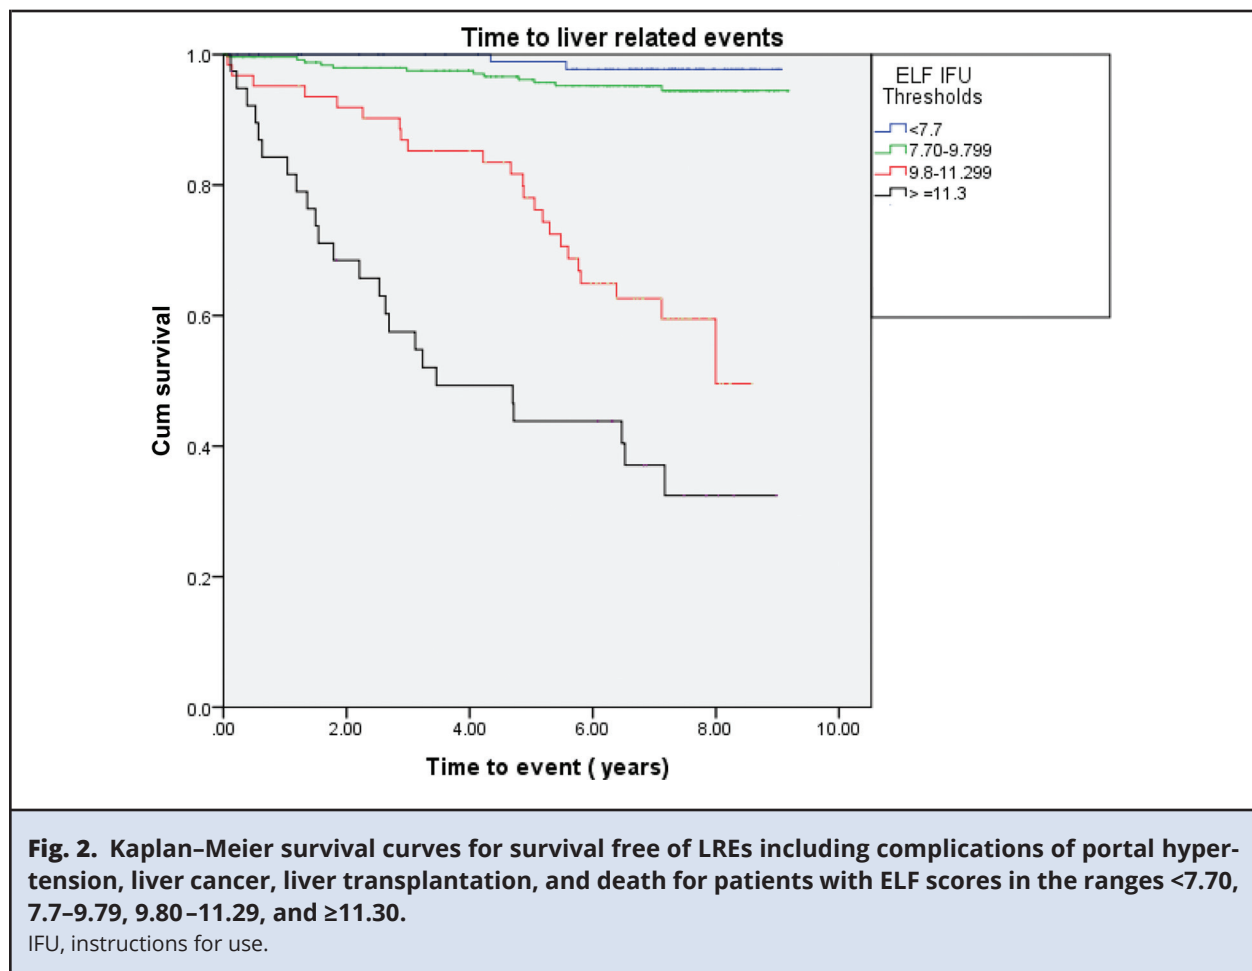 Time to liver related events
1.0
0.8
0.6
0.4
0.2
0.0
Cum survival
.00 2.00 4.00 6.00 8.00 10.00
Time to event ( years)
ELF IFU
Thresholds
<7.7
7.70-9.799
9.8-11.299
> =11.3
Fig. 2. Kaplan–Meier survival curves for survival free of LREs including complications of portal hyper-
tension, liver cancer, liver transplantation, and death for patients with ELF scores in the ranges <7.70,
7.7–9.79, 9.80–11.29, and ≥11.30.
IFU, instructions for use.